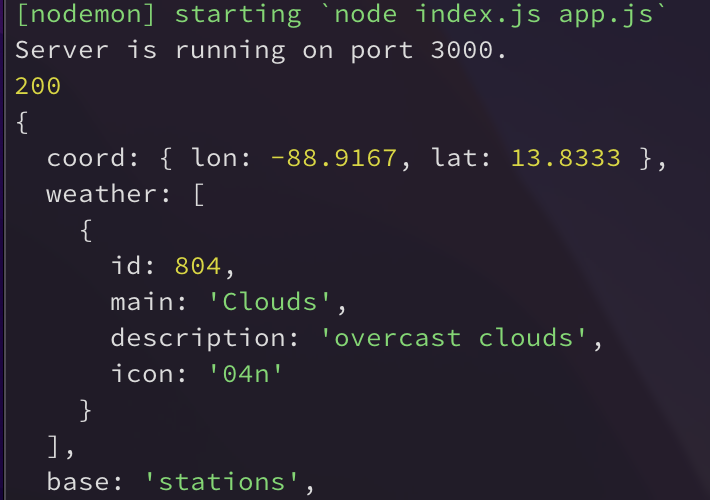 [nodemon] starting `node index.js app.js`
Server is running on port 3000.
200
{
  coord: { lon: -88.9167, lat: 13.8333 },
  weather: [
    {
      id: 804,
      main: 'Clouds',
      description: 'overcast clouds',
      icon: '04n'
    }
  ],
  base: 'stations',